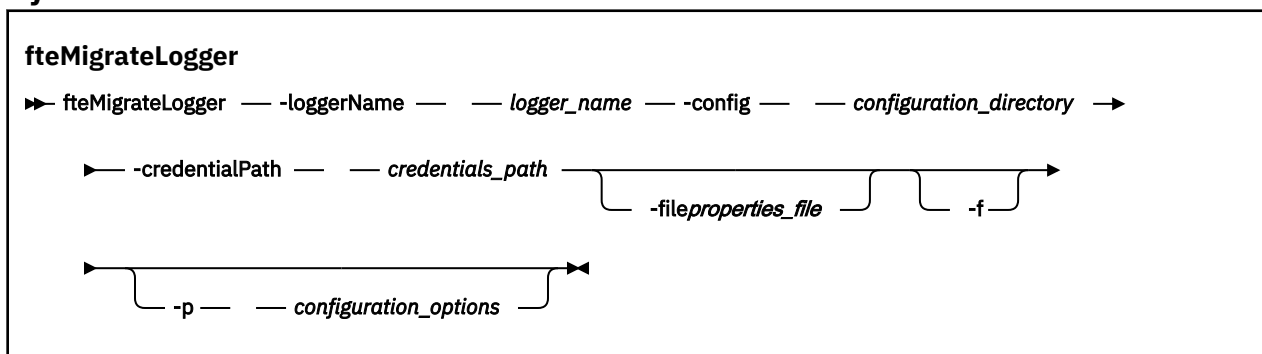 fteMigrateLogger
fteMigrateLogger -loggerName logger_name -config configuration_directory
-credentialPath credentials_path
-fileproperties_file -f
-p configuration_options